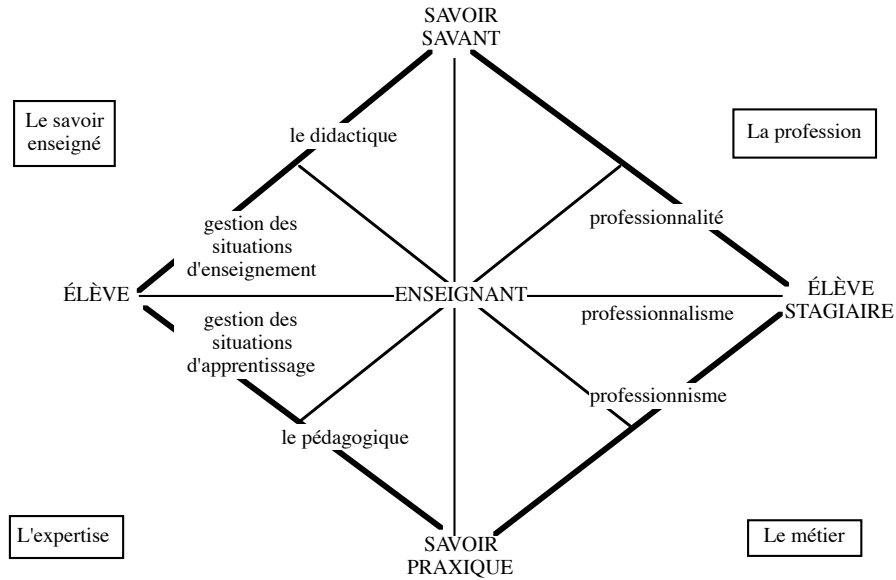 SAVOIR
SAVANT
Le savoir
enseigné
La profession
le didactique
professionnalité
gestion des
situations
d'enseignement
ÉLÈVE
ENSEIGNANT
ÉLÈVE
STAGIAIRE
gestion des
situations
d'apprentissage
professionnalisme
professionnisme
le pédagogique
L'expertise
Le métier
SAVOIR
PRAXIQUE